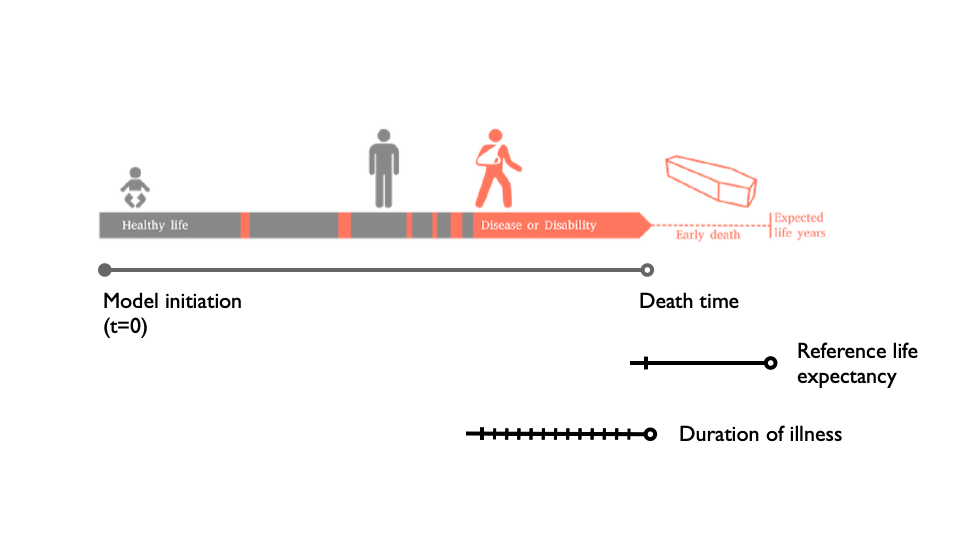 Healthy life
Disease or Disability
Early death
Expected
life years
Model initiation
(t=0)
Death time
Reference life
expectancy
Duration of illness